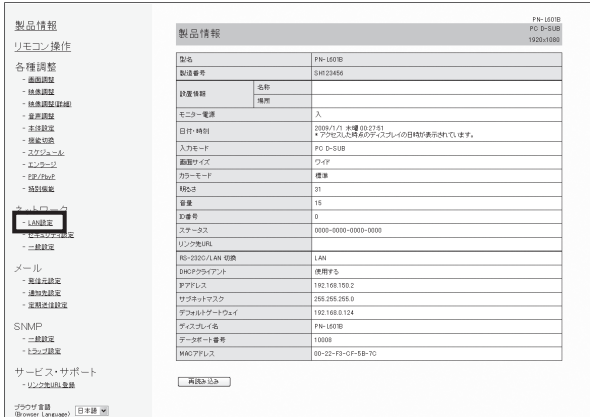 製品情報
リモコン操作
各種調整
- 画面調整
- 映像調整
- 映像調整(詳細)
- 音声調整
- 本体設定
- 機能切換
- スケジュール
- エンラージ
- PIP/PbyP
- 特別機能
ネットワーク
- LAN設定
- セキュリティ設定
- 一般設定
メール
- 発信元設定
- 通知先設定
- 定期送信設定
SNMP
- 一般設定
- トラップ設定
サービス・サポート
- リンク先URL登録
ブラウザ言語
(Browser Language) 日本語
製品情報
PN-L601B
PC D-SUB
1920x1080
型名 PN-L601B
製造番号 SH123456
設置情報 名称
場所
モニター電源 入
日付・時刻 2009/1/1 木曜 00:27:51
* アクセスした時点のディスプレイの日時が表示されています。
入力モード PC D-SUB
画面サイズ ワイド
カラーモード 標準
明るさ 31
音量 15
ID番号 0
ステータス 0000-0000-0000-0000
リンク先URL
RS-232C/LAN 切換 LAN
DHCPクライアント 使用する
IPアドレス 192.168.150.2
サブネットマスク 255.255.255.0
デフォルトゲートウェイ 192.168.0.124
ディスプレイ名 PN-L601B
データポート番号 10008
MACアドレス 00-22-F3-CF-5B-7C
再読み込み